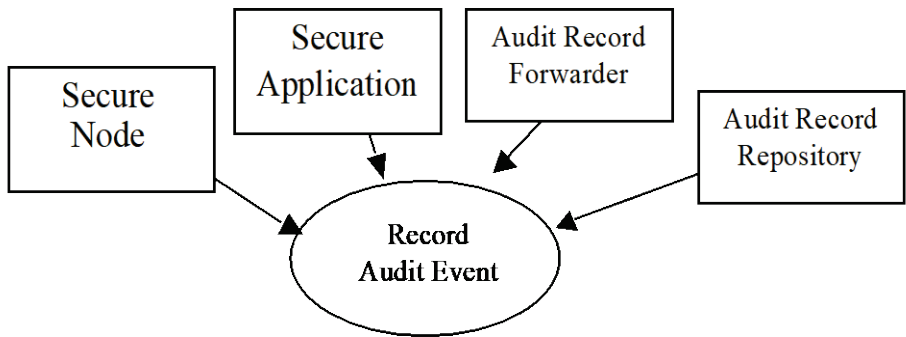 Secure
Node
Secure
Application
Audit Record
Forwarder
Audit Record
Repository
Record
Audit Event